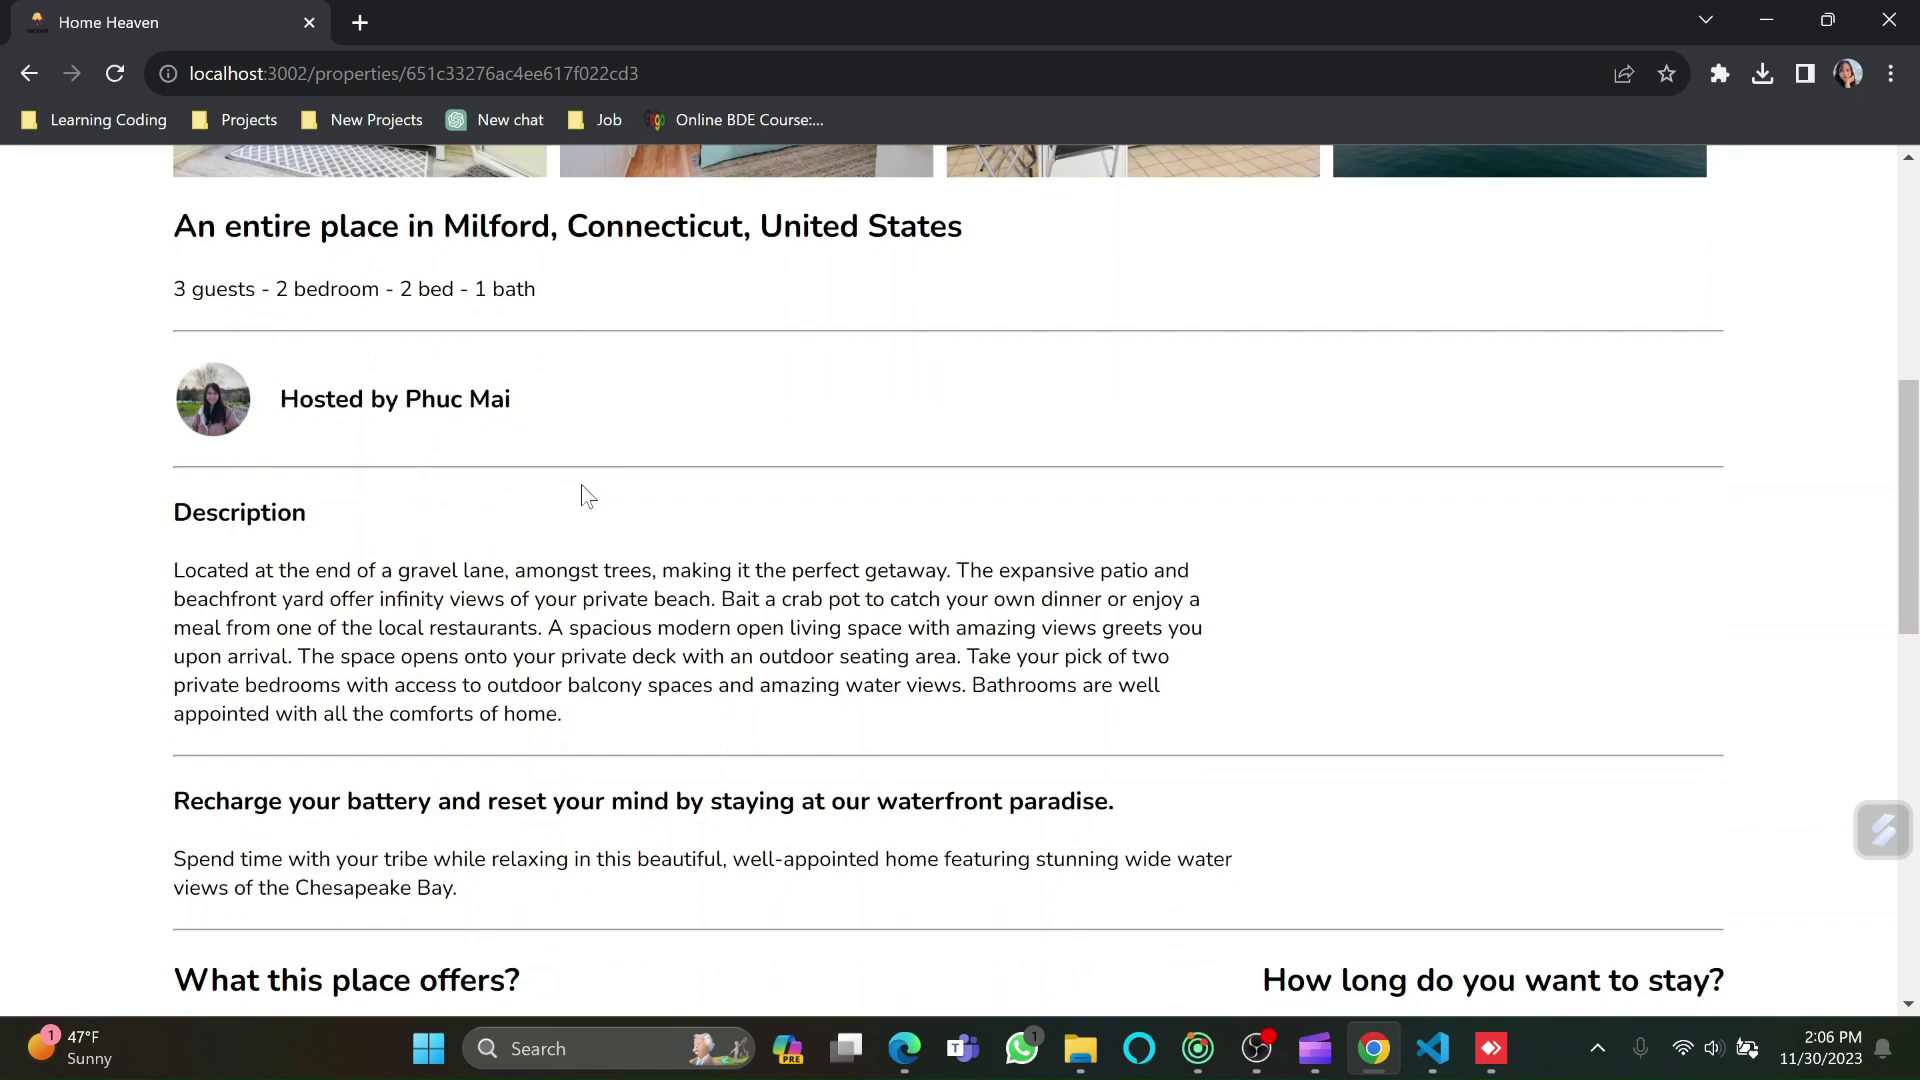 Home Heaven
localhost:3002/properties/651c33276ac4ee617f022cd3
Learning Coding
Projects
New Projects
New chat
Job
Online BDE Course:...
An entire place in Milford, Connecticut, United States
3 guests - 2 bedroom - 2 bed - 1 bath
Hosted by Phuc Mai
Description
Located at the end of a gravel lane, amongst trees, making it the perfect getaway. The expansive patio and
beachfront yard offer infinity views of your private beach. Bait a crab pot to catch your own dinner or enjoy a
meal from one of the local restaurants. A spacious modern open living space with amazing views greets you
upon arrival. The space opens onto your private deck with an outdoor seating area. Take your pick of two
private bedrooms with access to outdoor balcony spaces and amazing water views. Bathrooms are well
appointed with all the comforts of home.
Recharge your battery and reset your mind by staying at our waterfront paradise.
Spend time with your tribe while relaxing in this beautiful, well-appointed home featuring stunning wide water
views of the Chesapeake Bay.
What this place offers?
How long do you want to stay?
1
47°F
Sunny
Search
PRE
1
2:06 PM
11/30/2023